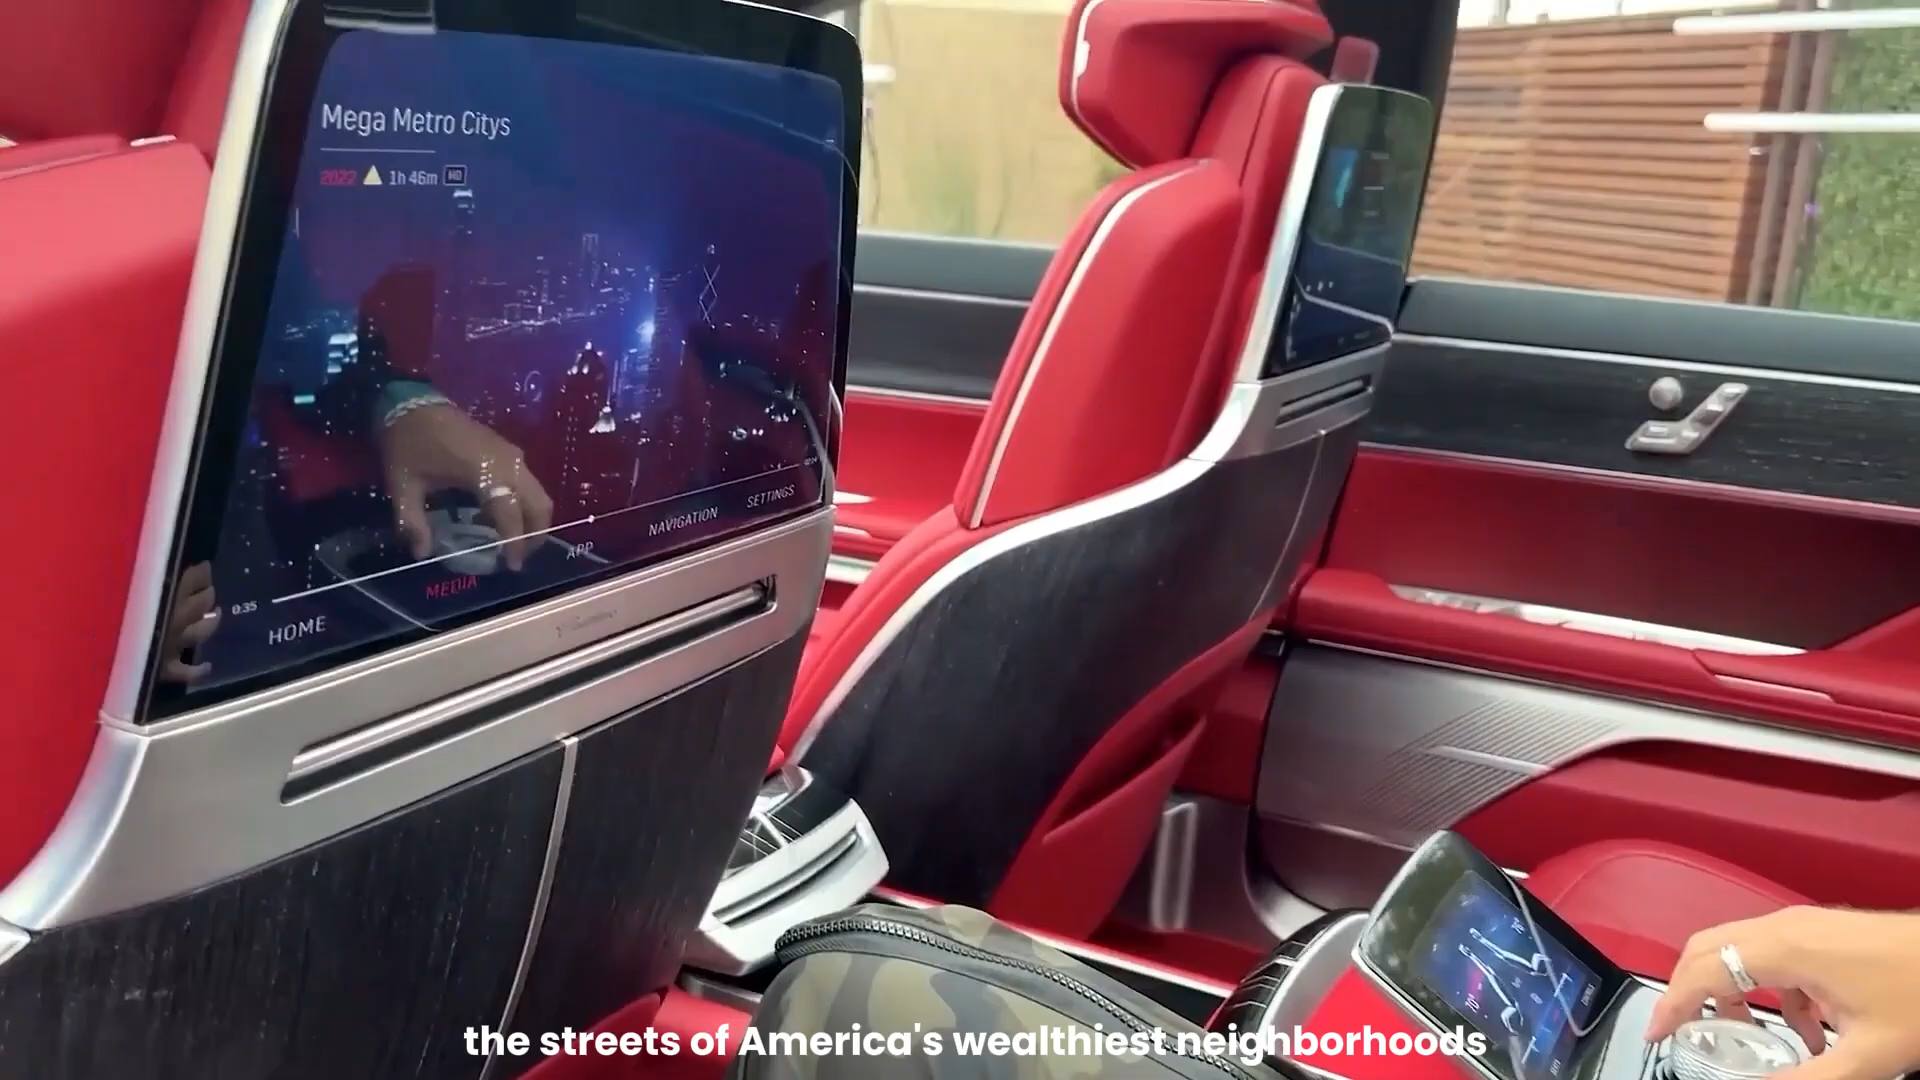 Mega Metro Citys
2022 1h 46m HD
0:35
HOME
MEDIA
APP
NAVIGATION
SETTINGS
the streets of America's wealthiest neighborhoods